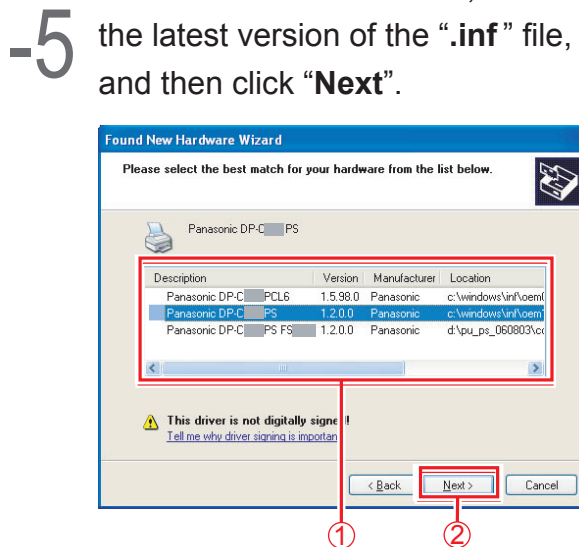 -5
the latest version of the “.inf” file,
and then click “Next”.
Found New Hardware Wizard
Please select the best match for your hardware from the list below.
Panasonic DP-C PS
Description Version Manufacturer Location
Panasonic DP-C PCL6 1.5.98.0 Panasonic c:\windows\inf\oem
Panasonic DP-C PS 1.2.0.0 Panasonic c:\windows\inf\oem
Panasonic DP-C PS FS 1.2.0.0 Panasonic d:\pu_ps_060803\cc
This driver is not digitally signed!
Tell me why driver signing is important
< Back Next > Cancel
① ②